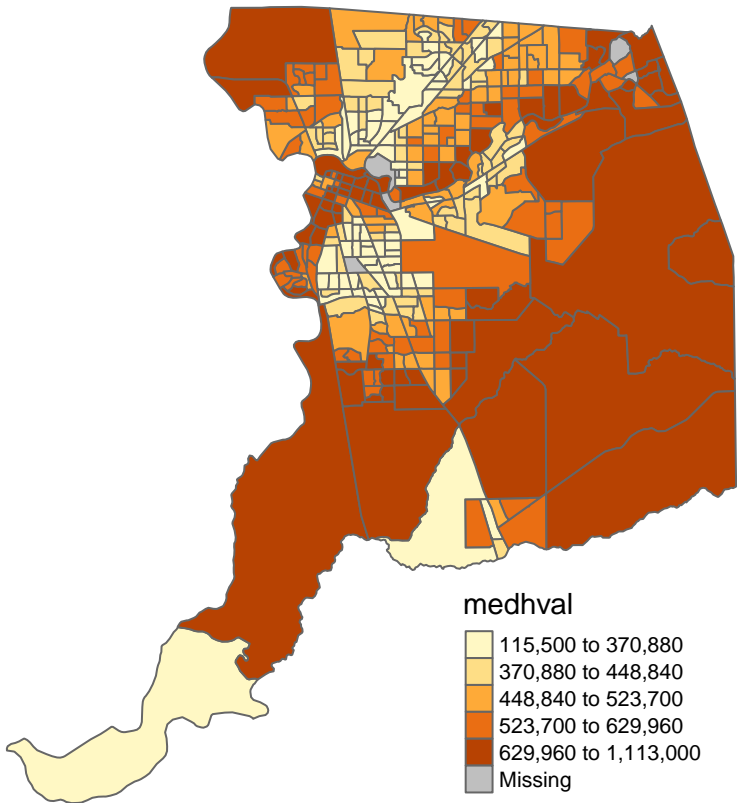 medhval
115,500 to 370,880
370,880 to 448,840
448,840 to 523,700
523,700 to 629,960
629,960 to 1,113,000
Missing